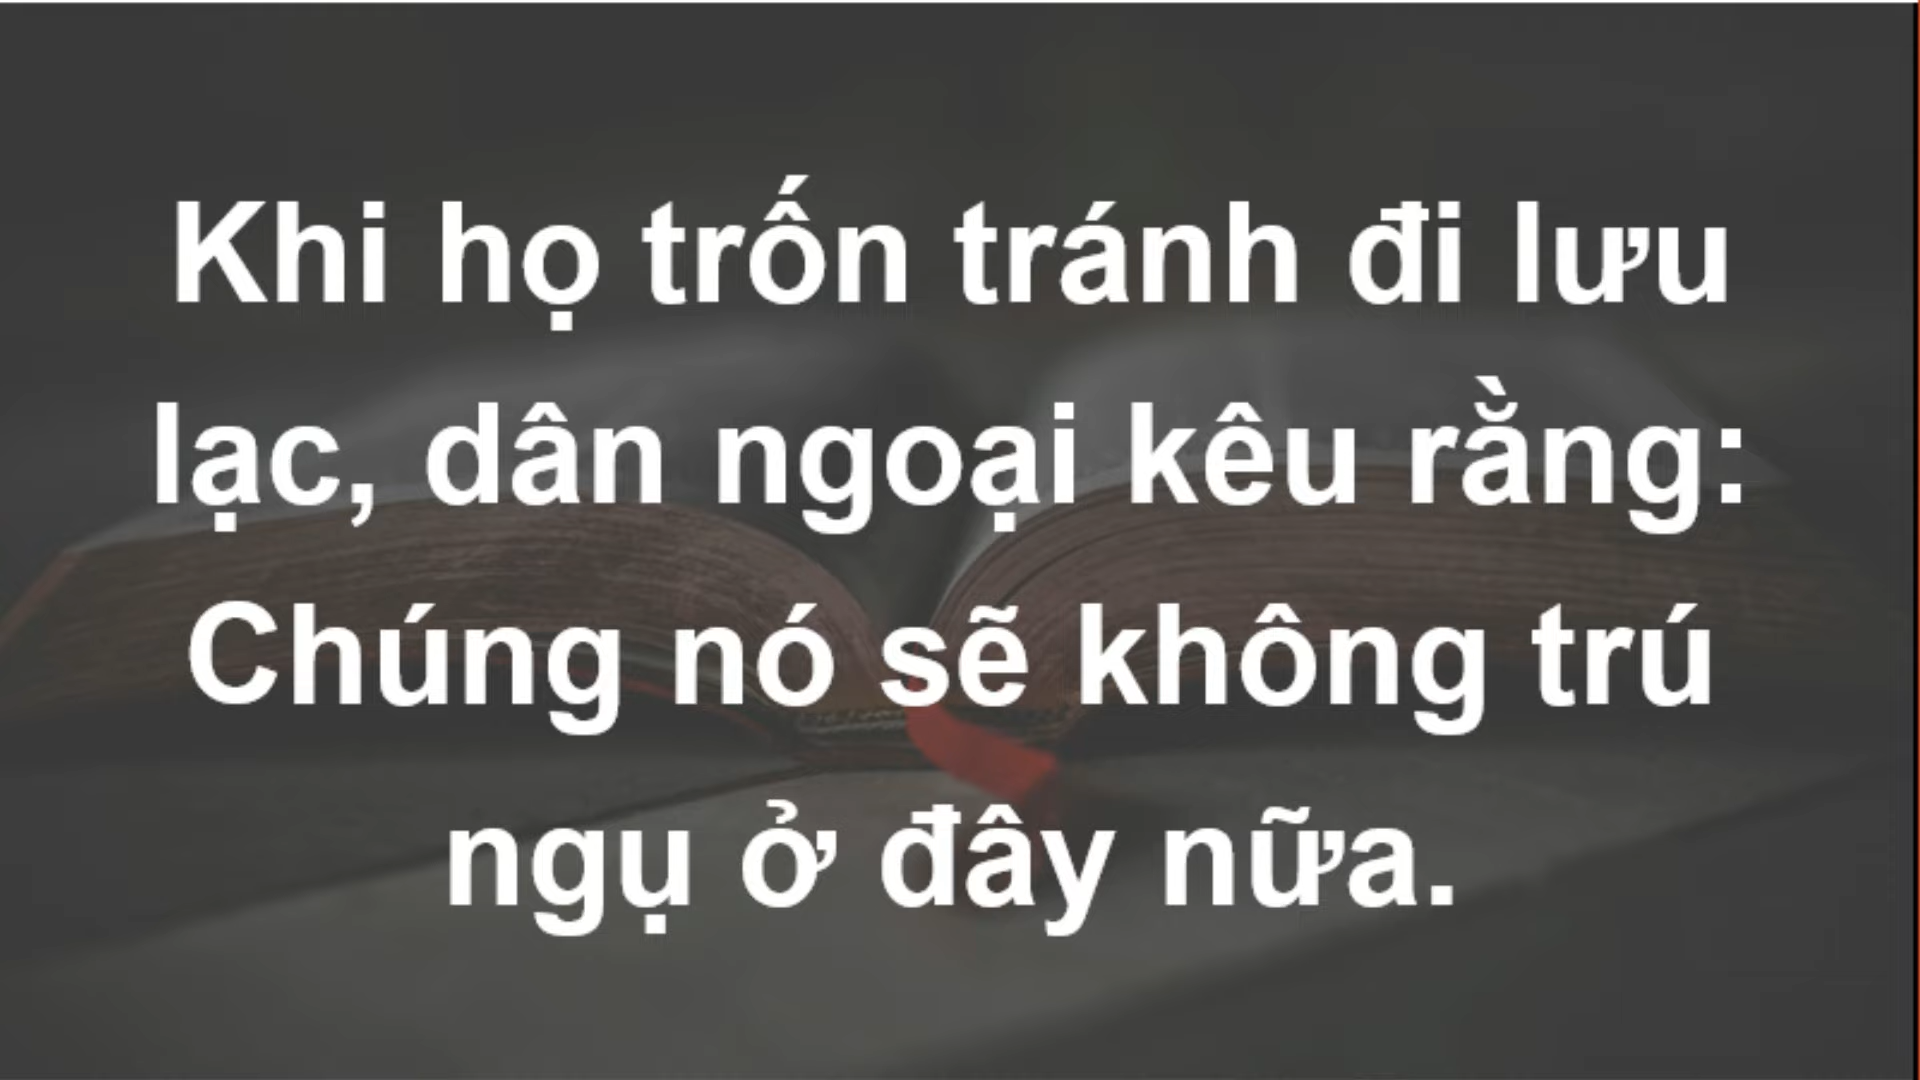 Khi họ trốn tránh đi lưu
lạc, dân ngoại kêu rằng:
Chúng nó sẽ không trú
ngụ ở đây nữa.